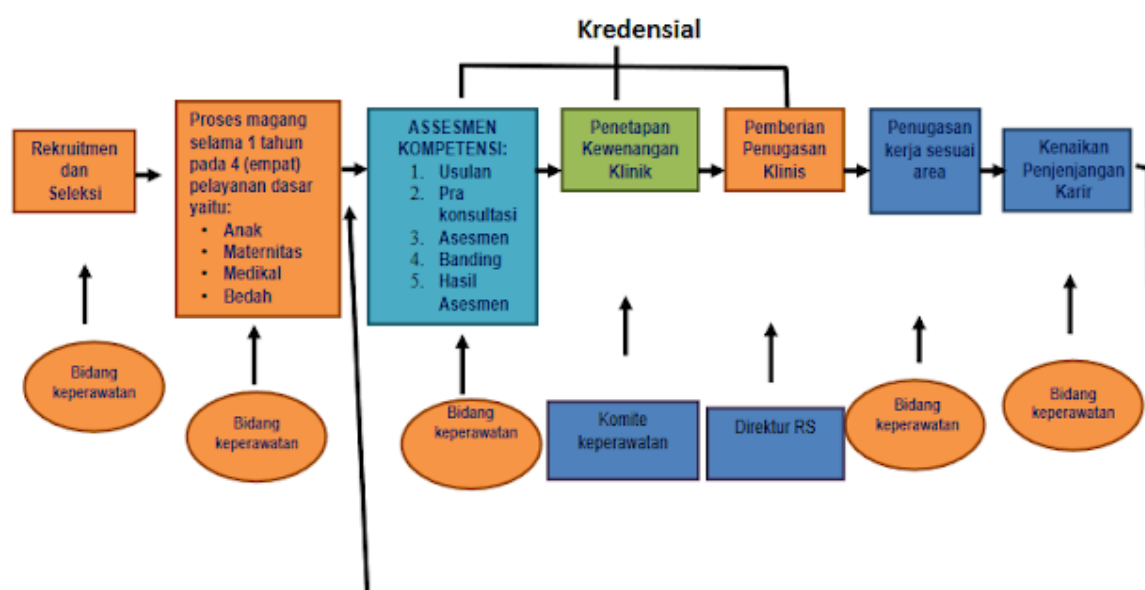 Kredensial
Rekruitmen
dan
Seleksi
Proses magang
selama 1 tahun
pada 4 (empat)
pelayanan dasar
yaitu:
• Anak
• Maternitas
• Medikal
• Bedah
ASSESMEN
KOMPETENSI:
1. Usulan
2. Pra
konsultasi
3. Asesmen
4. Banding
5. Hasil
Asesmen
Penetapan
Kewenangan
Klinik
Pemberian
Penugasan
Klinis
Penugasan
kerja sesuai
area
Kenaikan
Penjenjangan
Karir
Bidang
keperawatan
Bidang
keperawatan
Bidang
keperawatan
Komite
keperawatan
Direktur RS
Bidang
keperawatan
Bidang
keperawatan